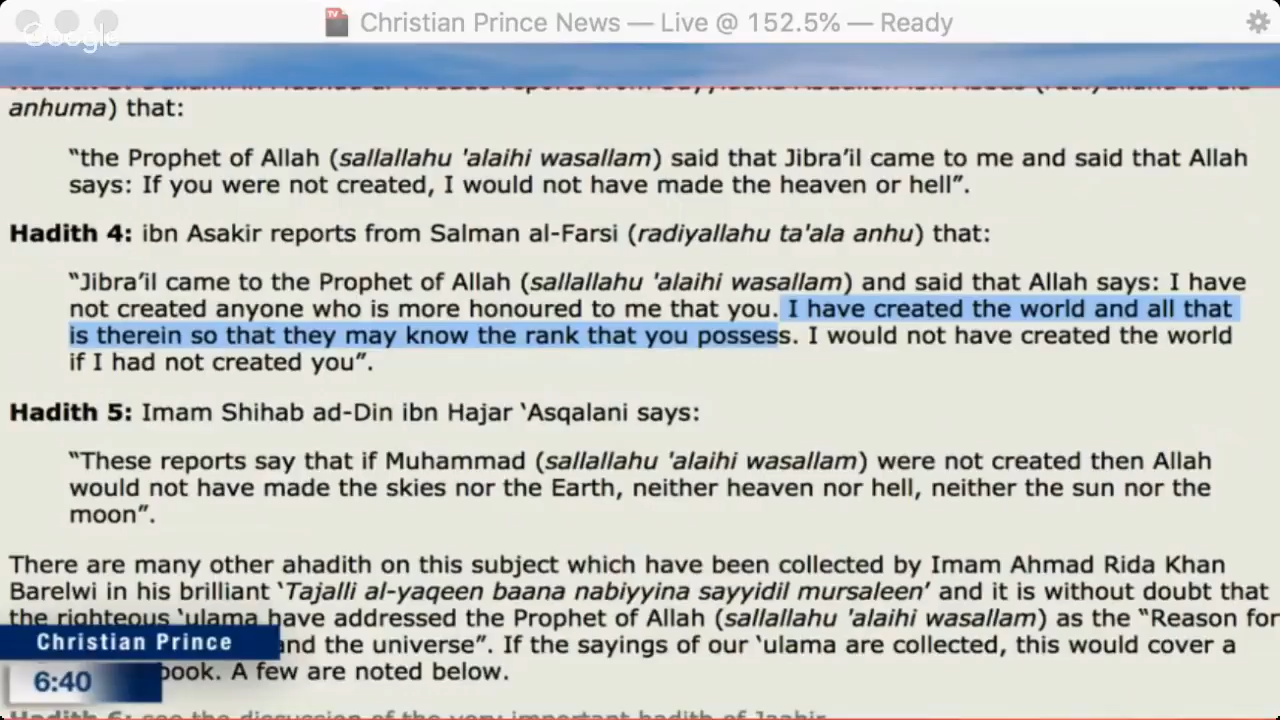 Christian Prince News — Live @ 152.5% — Ready
Google
anhuma) that:
“the Prophet of Allah (sallallahu 'alaihi wasallam) said that Jibra’il came to me and said that Allah
says: If you were not created, I would not have made the heaven or hell”.
Hadith 4: ibn Asakir reports from Salman al-Farsi (radiyallahu ta'ala anhu) that:
“Jibra’il came to the Prophet of Allah (sallallahu 'alaihi wasallam) and said that Allah says: I have
not created anyone who is more honoured to me that you. I have created the world and all that
is therein so that they may know the rank that you possess. I would not have created the world
if I had not created you”.
Hadith 5: Imam Shihab ad-Din ibn Hajar ‘Asqalani says:
“These reports say that if Muhammad (sallallahu 'alaihi wasallam) were not created then Allah
would not have made the skies nor the Earth, neither heaven nor hell, neither the sun nor the
moon”.
There are many other ahadith on this subject which have been collected by Imam Ahmad Rida Khan
Barelwi in his brilliant ‘Tajalli al-yaqeen baana nabiyyina sayyidil mursaleen’ and it is without doubt that
the righteous ‘ulama have addressed the Prophet of Allah (sallallahu 'alaihi wasallam) as the “Reason for
and the universe”. If the sayings of our ‘ulama are collected, this would cover a
book. A few are noted below.
Christian Prince
6:40